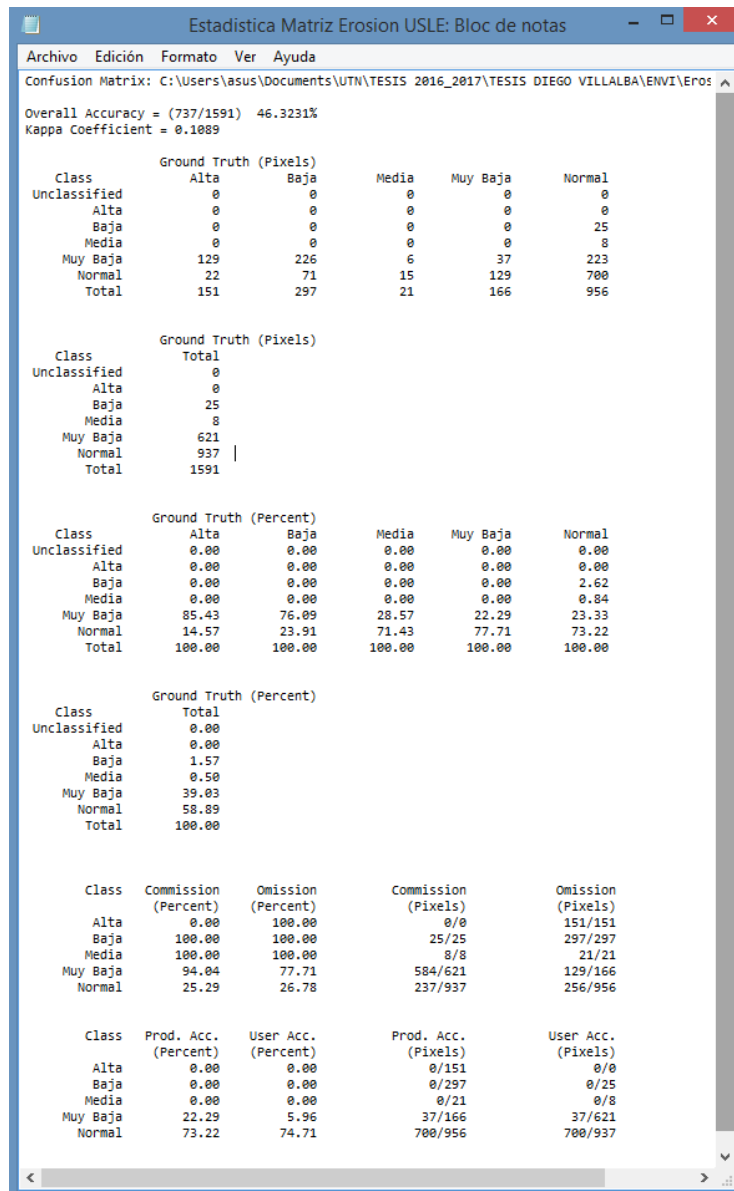 Estadistica Matriz Erosion USLE: Bloc de notas
Archivo Edición Formato Ver Ayuda
Confusion Matrix: C:\Users\asus\Documents\UTN\TESIS 2016_2017\TESIS DIEGO VILLALBA\ENVI\Eros
Overall Accuracy = (737/1591) 46.3231%
Kappa Coefficient = 0.1089
Ground Truth (Pixels)
Class Alta Baja Media Muy Baja Normal
Unclassified 0 0 0 0 0
Alta 0 0 0 0 0
Baja 0 0 0 0 25
Media 0 0 0 0 8
Muy Baja 129 226 6 37 223
Normal 22 71 15 129 700
Total 151 297 21 166 956
Ground Truth (Pixels)
Class Total
Unclassified 0
Alta 0
Baja 25
Media 8
Muy Baja 621
Normal 937
Total 1591
Ground Truth (Percent)
Class Alta Baja Media Muy Baja Normal
Unclassified 0.00 0.00 0.00 0.00 0.00
Alta 0.00 0.00 0.00 0.00 0.00
Baja 0.00 0.00 0.00 0.00 2.62
Media 0.00 0.00 0.00 0.00 0.84
Muy Baja 85.43 76.09 28.57 22.29 23.33
Normal 14.57 23.91 71.43 77.71 73.22
Total 100.00 100.00 100.00 100.00 100.00
Ground Truth (Percent)
Class Total
Unclassified 0.00
Alta 0.00
Baja 1.57
Media 0.50
Muy Baja 39.03
Normal 58.89
Total 100.00
Class Commission Omission Commission Omission
(Percent) (Percent) (Pixels) (Pixels)
Alta 0.00 100.00 0/0 151/151
Baja 100.00 100.00 25/25 297/297
Media 100.00 100.00 8/8 21/21
Muy Baja 94.04 77.71 584/621 129/166
Normal 25.29 26.78 237/937 256/956
Class Prod. Acc. User Acc. Prod. Acc. User Acc.
(Percent) (Percent) (Pixels) (Pixels)
Alta 0.00 0.00 0/151 0/0
Baja 0.00 0.00 0/297 0/25
Media 0.00 0.00 0/21 0/8
Muy Baja 22.29 5.96 37/166 37/621
Normal 73.22 74.71 700/956 700/937